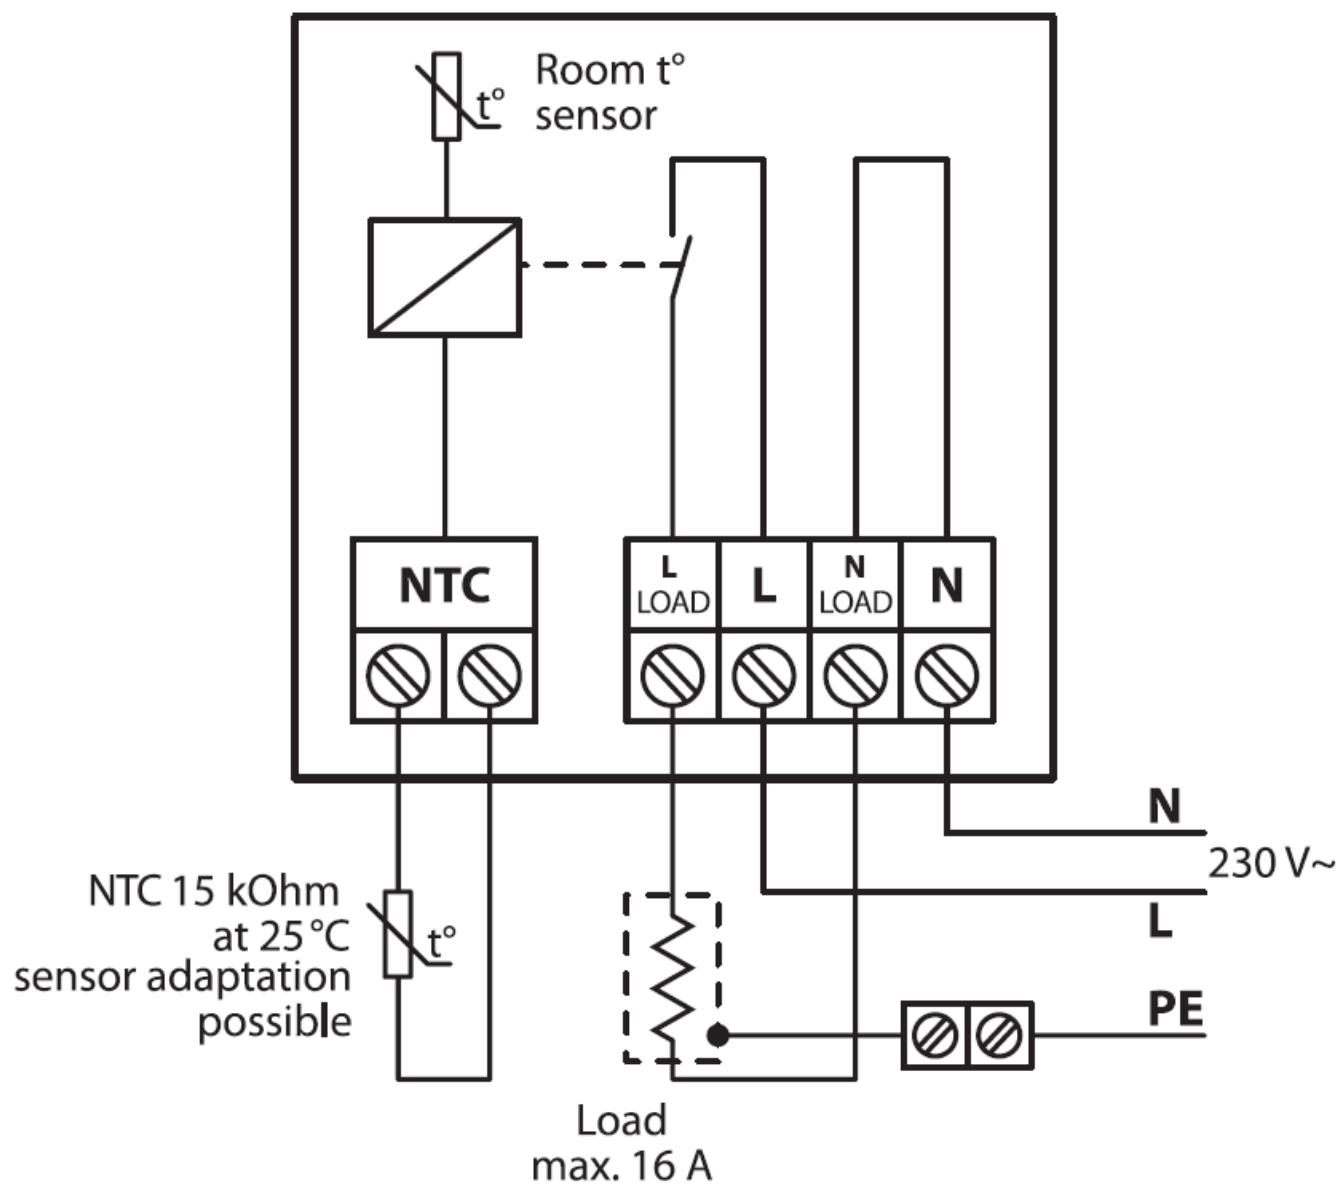 t°
Room t°
sensor
NTC
L
LOAD
L
N
LOAD
N
N
230 V~
L
PE
NTC 15 kOhm
at 25 °C
sensor adaptation
possible
t°
Load
max. 16 A